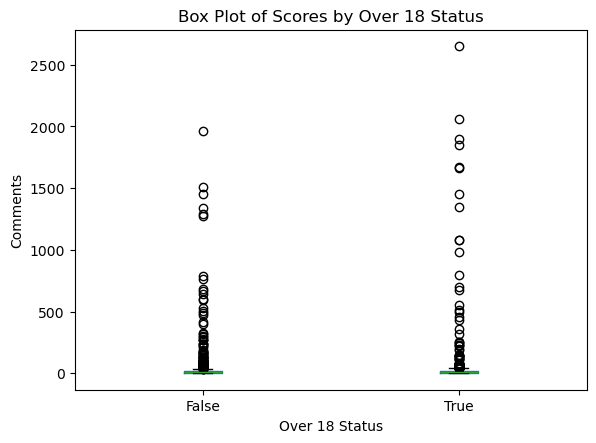 Box Plot of Scores by Over 18 Status
2500
2000
1500
1000
500
0
Comments
False
True
Over 18 Status